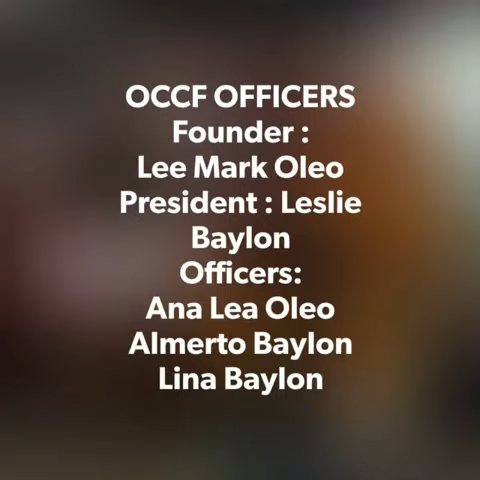 OCCF OFFICERS
Founder :
Lee Mark Oleo
President : Leslie
Baylon
Officers:
Ana Lea Oleo
Almerto Baylon
Lina Baylon